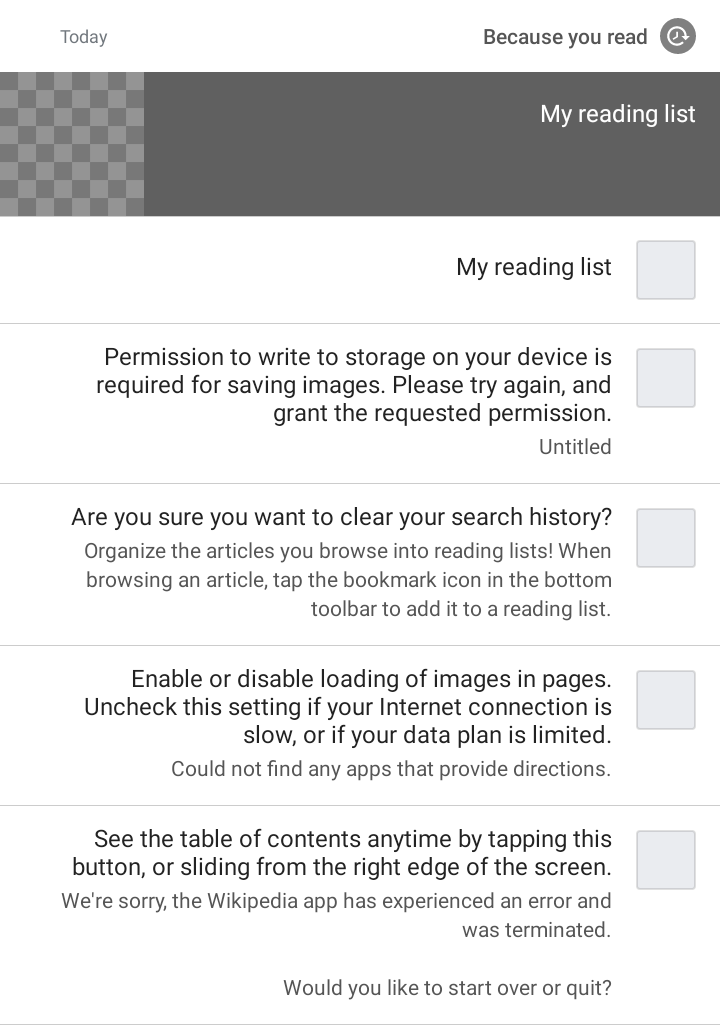 Today
Because you read
My reading list
My reading list
Permission to write to storage on your device is
required for saving images. Please try again, and
grant the requested permission.
Untitled
Are you sure you want to clear your search history?
Organize the articles you browse into reading lists! When
browsing an article, tap the bookmark icon in the bottom
toolbar to add it to a reading list.
Enable or disable loading of images in pages.
Uncheck this setting if your Internet connection is
slow, or if your data plan is limited.
Could not find any apps that provide directions.
See the table of contents anytime by tapping this
button, or sliding from the right edge of the screen.
We're sorry, the Wikipedia app has experienced an error and
was terminated.
Would you like to start over or quit?